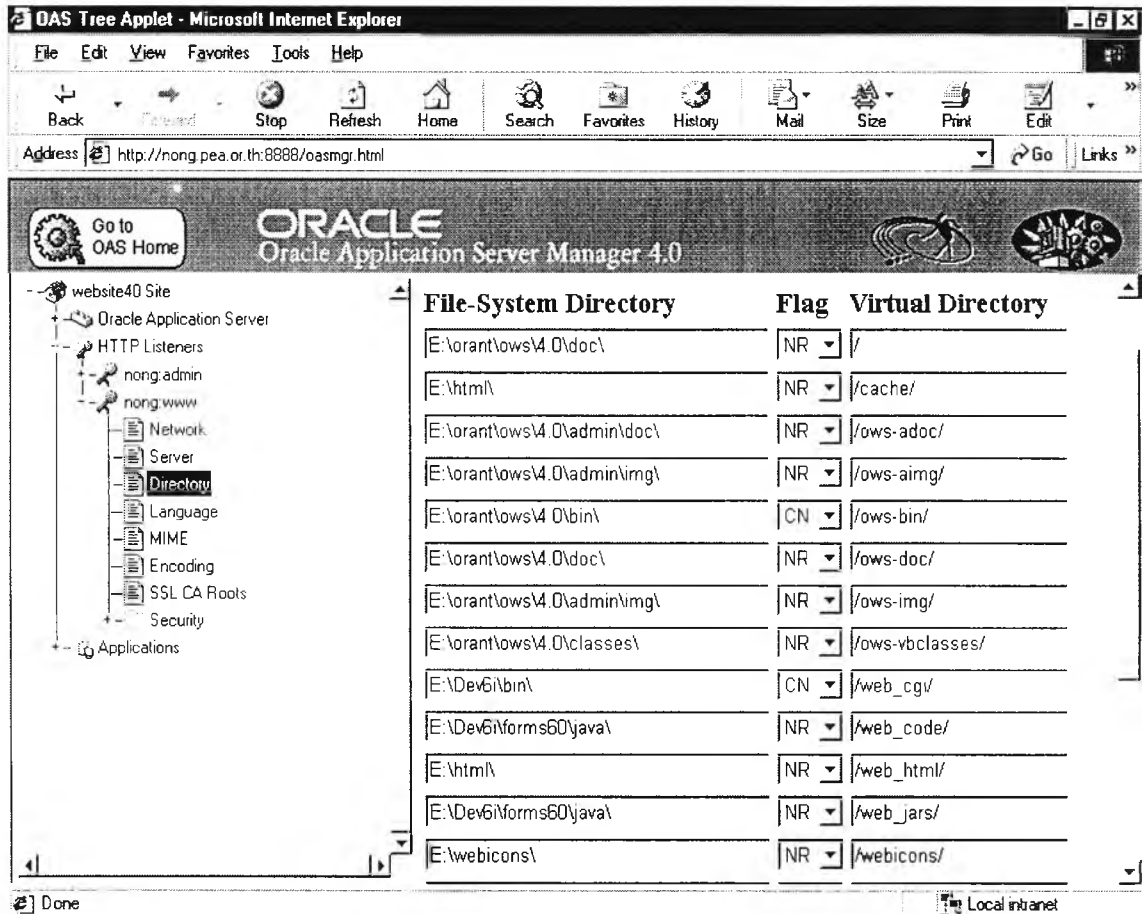 OAS Tree Applet - Microsoft Internet Explorer
File Edit View Favorites Tools Help
Back Forward Stop Refresh Home Search Favorites History Mail Size Print Edit »
Address http://nong.pea.or.th:8888/oasmgr.html Go Links »
Go to
OAS Home
ORACLE
Oracle Application Server Manager 4.0
website40 Site
Oracle Application Server
HTTP Listeners
nong:admin
nong:www
Network
Server
Directory
Language
MIME
Encoding
SSL CA Roots
Security
Applications
File-System Directory Flag Virtual Directory
E:\orant\ows\4.0\doc\ NR /
E:\html\ NR /cache/
E:\orant\ows\4.0\admin\doc\ NR /ows-adoc/
E:\orant\ows\4.0\admin\img\ NR /ows-aimg/
E:\orant\ows\4.0\bin\ CN /ows-bin/
E:\orant\ows\4.0\doc\ NR /ows-doc/
E:\orant\ows\4.0\admin\img\ NR /ows-img/
E:\orant\ows\4.0\classes\ NR /ows-vbclasses/
E:\Dev6i\bin\ CN /web_cgi/
E:\Dev6i\forms60\java\ NR /web_code/
E:\html\ NR /web_html/
E:\Dev6i\forms60\java\ NR /web_jars/
E:\webicons\ NR /webicons/
Done Local intranet